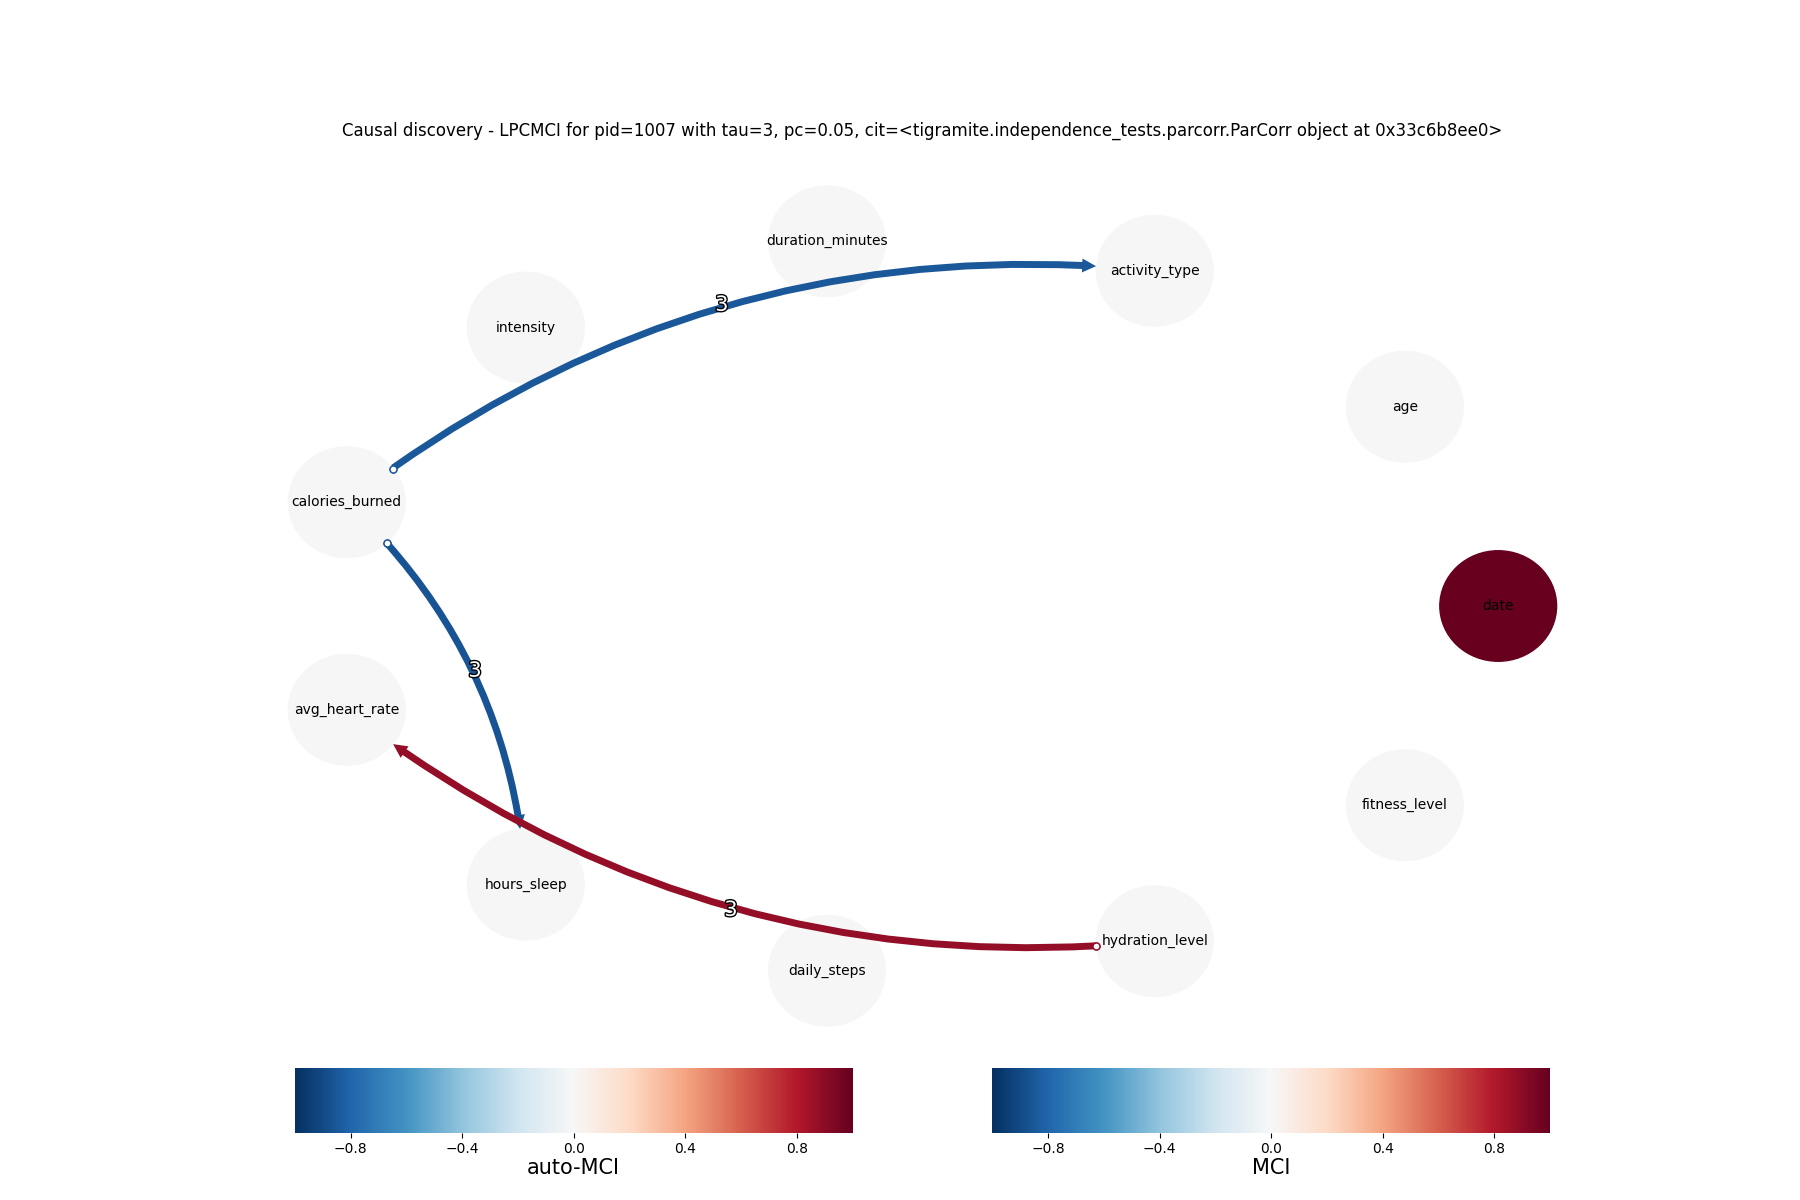 Causal discovery - LPCMCI for pid=1007 with tau=3, pc=0.05, cit=<tigramite.independence_tests.parcorr.ParCorr object at 0x33c6b8ee0>
duration_minutes
activity_type
3
intensity
age
calories_burned
date
3
avg_heart_rate
fitness_level
hours_sleep
3
hydration_level
daily_steps
−0.8 −0.4 0.0 0.4 0.8
auto-MCI
−0.8 −0.4 0.0 0.4 0.8
MCI